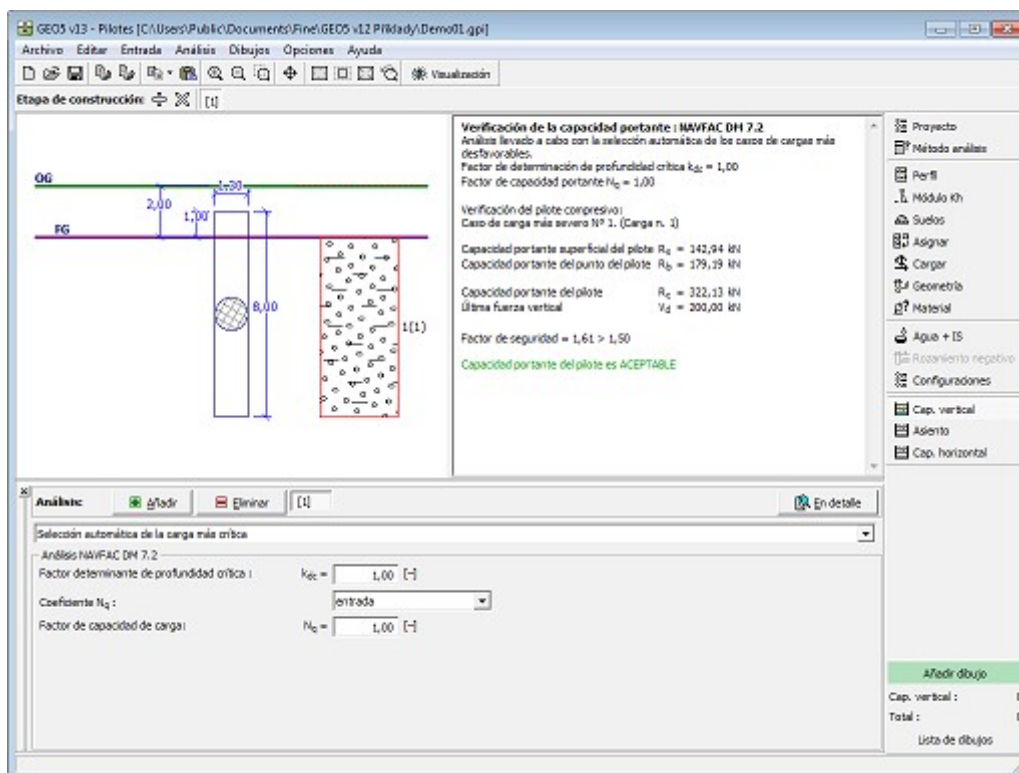 GEO5 v13 - Pilotes [C:\Users\Public\Documents\Fine\GEO5 v12 Příklady\Demo01.gpi]
Archivo Editar Entrada Análisis Dibujos Opciones Ayuda
Visualización
Etapa de construcción: [1]
OG
FG
1,30
2,00
1,00
8,00
1(1)
Verificación de la capacidad portante : NAVFAC DM 7.2
Análisis llevado a cabo con la selección automática de los casos de cargas más
desfavorables.
Factor de determinación de profundidad crítica kdc = 1,00
Factor de capacidad portante Nq = 1,00
Verificación del pilote compresivo:
Caso de carga más severo Nº 1. (Carga n. 1)
Capacidad portante superficial del pilote Rs = 142,94 kN
Capacidad portante del punto del pilote Rb = 179,19 kN
Capacidad portante del pilote Rc = 322,13 kN
Última fuerza vertical Vd = 200,00 kN
Factor de seguridad = 1,61 > 1,50
Capacidad portante del pilote es ACEPTABLE
Proyecto
Método análisis
Perfil
Módulo Kh
Suelos
Asignar
Cargar
Geometría
Material
Agua + IS
Rozamiento negativo
Configuraciones
Cap. vertical
Asiento
Cap. horizontal
Análisis: Añadir Eliminar [1] En detalle
Selección automática de la carga más crítica
Análisis NAVFAC DM 7.2
Factor determinante de profundidad crítica : kdc = 1,00 [-]
Coeficiente Nq : entrada
Factor de capacidad de carga: Nq = 1,00 [-]
Añadir dibujo
Cap. vertical :
Total :
Lista de dibujos